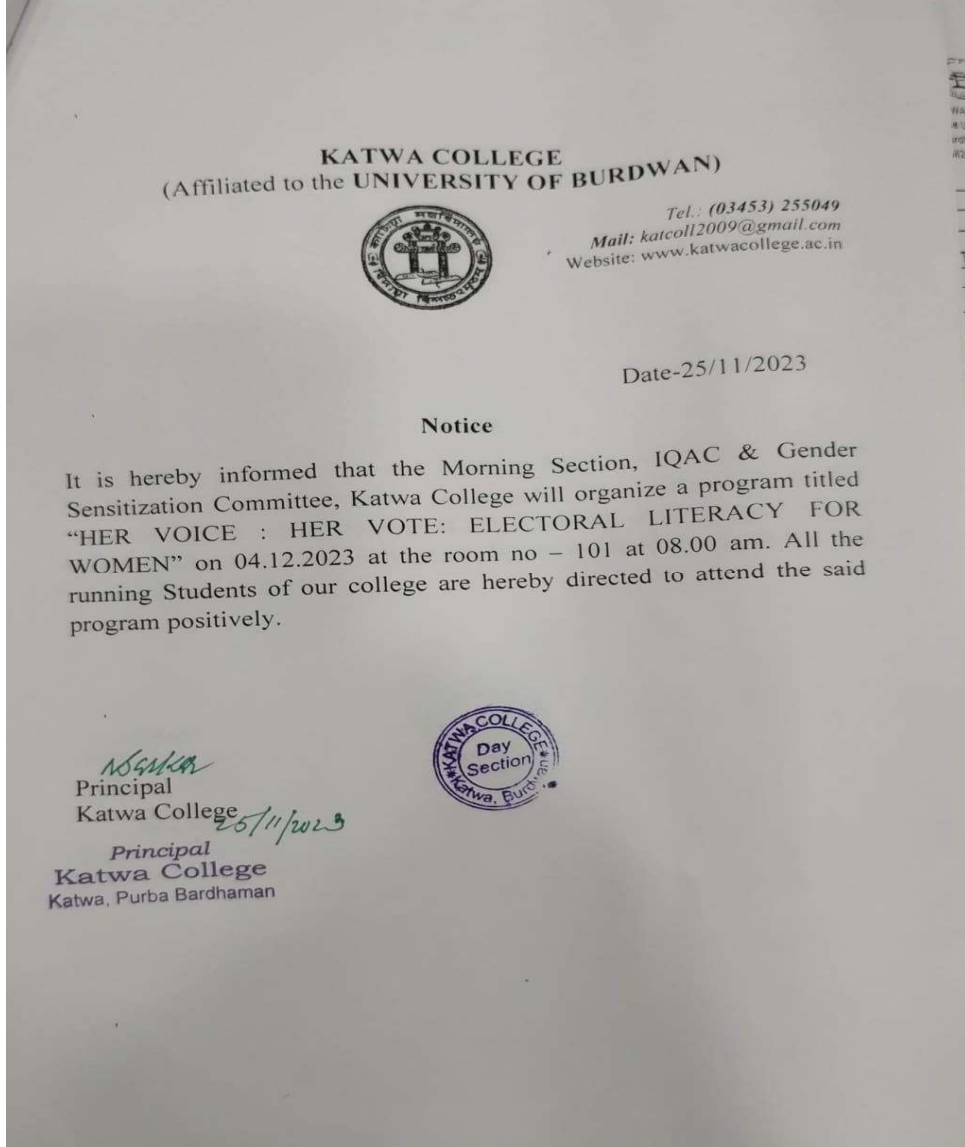 KATWA COLLEGE
(Affiliated to the UNIVERSITY OF BURDWAN)
Tel.: (03453) 255049
Mail: katcoll2009@gmail.com
Website: www.katwacollege.ac.in
Date-25/11/2023
Notice
It is hereby informed that the Morning Section, IQAC & Gender
Sensitization Committee, Katwa College will organize a program titled
“HER VOICE : HER VOTE: ELECTORAL LITERACY FOR
WOMEN” on 04.12.2023 at the room no – 101 at 08.00 am. All the
running Students of our college are hereby directed to attend the said
program positively.
KATWA COLLEGE
Day
Section
Katwa, Burdwan
Principal
Katwa College
25/11/2023
Principal
Katwa College
Katwa, Purba Bardhaman